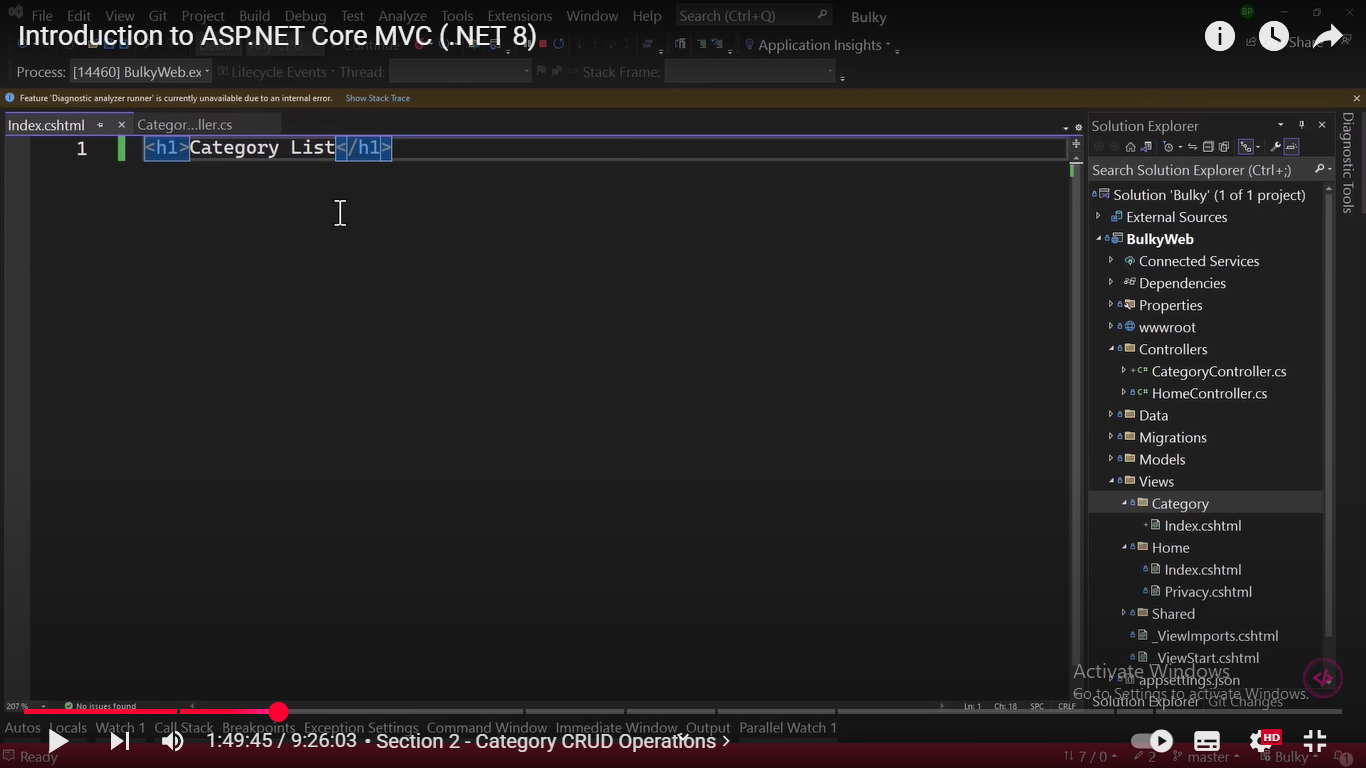 File Edit View Git Project Build Debug Test Analyze Tools Extensions Window Help Search (Ctrl+Q) Bulky BP
Introduction to ASP.NET Core MVC (.NET 8)
Application Insights Share
Process: [14460] BulkyWeb.ex Lifecycle Events Thread: Stack Frame:
Feature 'Diagnostic analyzer runner' is currently unavailable due to an internal error. Show Stack Trace
Index.cshtml Categor...ller.cs
1 <h1>Category List</h1>
Solution Explorer
Search Solution Explorer (Ctrl+;)
Solution 'Bulky' (1 of 1 project)
External Sources
BulkyWeb
Connected Services
Dependencies
Properties
wwwroot
Controllers
CategoryController.cs
HomeController.cs
Data
Migrations
Models
Views
Category
Index.cshtml
Home
Index.cshtml
Privacy.cshtml
Shared
_ViewImports.cshtml
_ViewStart.cshtml
appsettings.json
Diagnostic Tools
Activate Windows
Go to Settings to activate Windows.
Solution Explorer Git Changes
207 % No issues found Ln: 1 Ch: 18 SPC CRLF
Autos Locals Watch 1 Call Stack Breakpoints Exception Settings Command Window Immediate Window Output Parallel Watch 1
1:49:45 / 9:26:03 • Section 2 - Category CRUD Operations HD
Ready 7 / 0 2 master Bulky 1